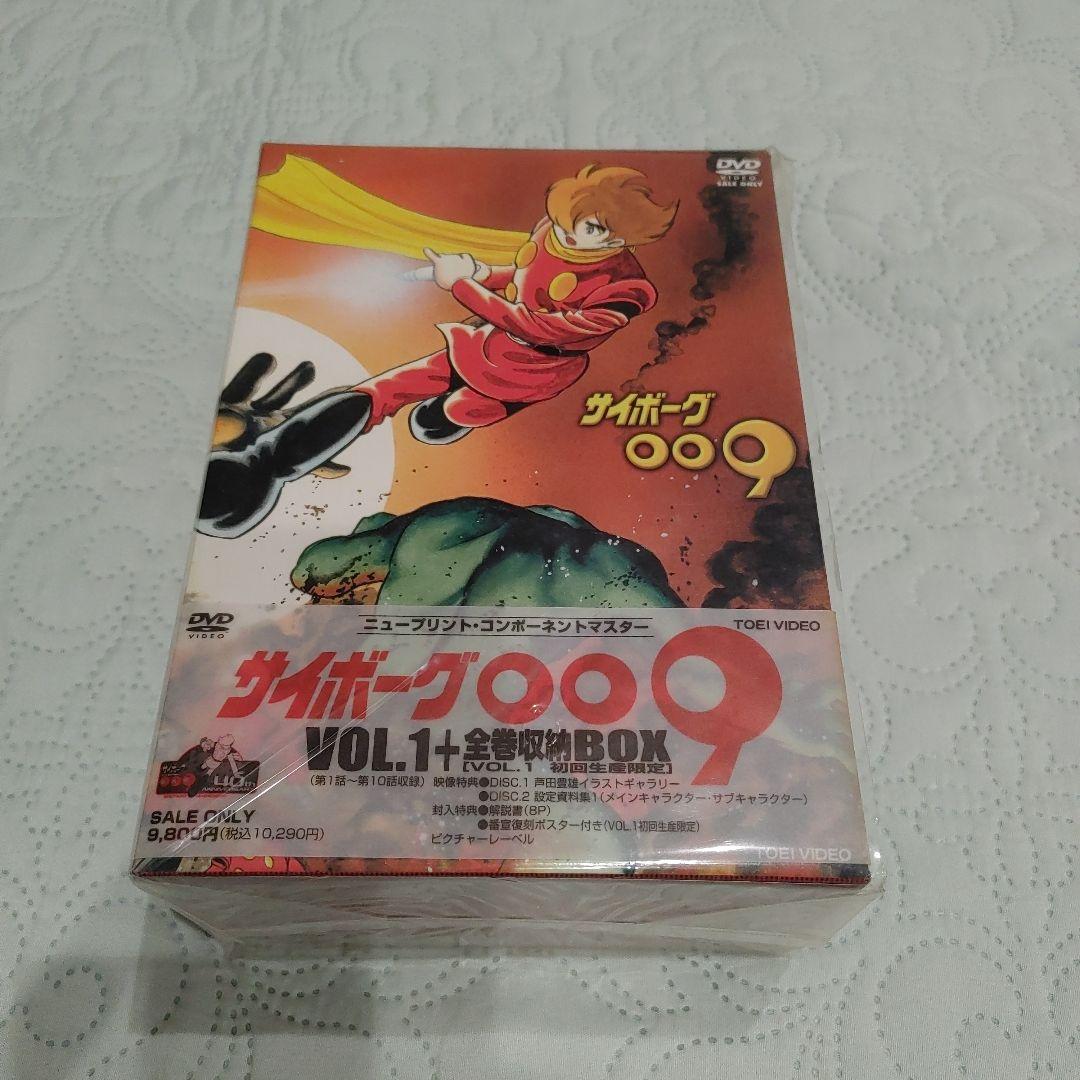 DVD
VIDEO
SALE ONLY
サイボーグ
009
DVD
VIDEO
ニュープリント・コンポーネントマスター
TOEI VIDEO
サイボーグ009
VOL.1+全巻収納BOX
[VOL.1 初回生産限定]
(第1話~第10話収録) 映像特典●DISC.1 芦田豊雄イラストギャラリー
●DISC.2 設定資料集1(メインキャラクター・サブキャラクター)
封入特典●解説書(8P)
●番宣復刻ポスター付き(VOL.1初回生産限定)
ピクチャーレーベル
SALE ONLY
9,800円(税込10,290円)
TOEI VIDEO